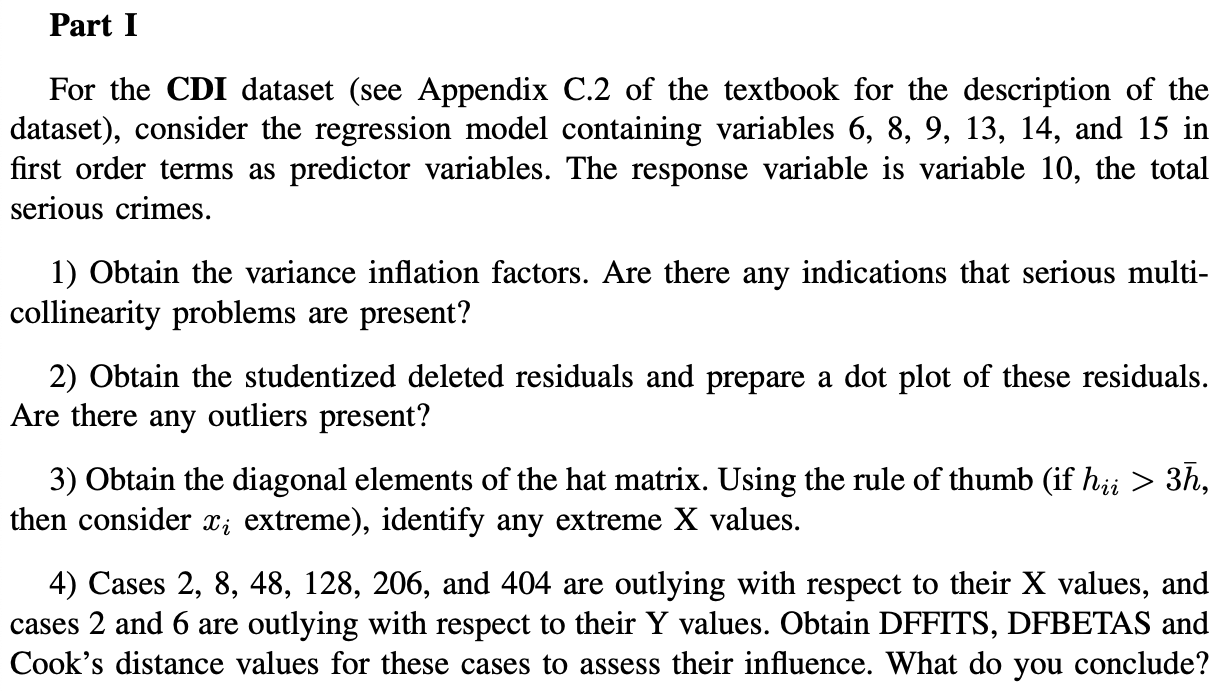 Part I
For the CDI dataset (see Appendix C.2 of the textbook for the description of the
dataset), consider the regression model containing variables 6, 8, 9, 13, 14, and 15 in
first order terms as predictor variables. The response variable is variable 10, the total
serious crimes.
1) Obtain the variance inflation factors. Are there any indications that serious multi-
collinearity problems are present?
2) Obtain the studentized deleted residuals and prepare a dot plot of these residuals.
Are there any outliers present?
3) Obtain the diagonal elements of the hat matrix. Using the rule of thumb (if $h_{ii} > 3\bar{h}$,
then consider $x_i$ extreme), identify any extreme X values.
4) Cases 2, 8, 48, 128, 206, and 404 are outlying with respect to their X values, and
cases 2 and 6 are outlying with respect to their Y values. Obtain DFFITS, DFBETAS and
Cook's distance values for these cases to assess their influence. What do you conclude?